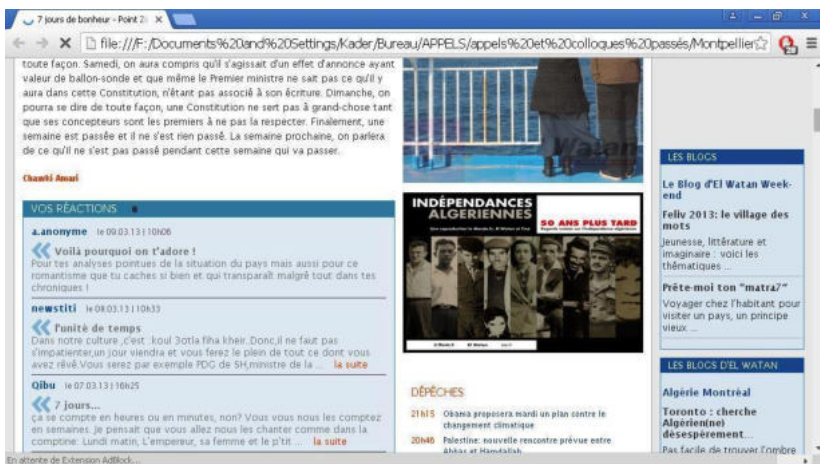 7 jours de bonheur - Point Z
file:///F:/Documents%20and%20Settings/Kader/Bureau/APPELS/appels%20et%20colloques%20passés/Montpellier
toute façon. Samedi, on aura compris qu'il s'agissait d'un effet d'annonce ayant
valeur de ballon-sonde et que même le Premier ministre ne sait pas ce qu'il y
aura dans cette Constitution, n'étant pas associé à son écriture. Dimanche, on
pourra se dire de toute façon, une Constitution ne sert pas à grand-chose tant
que ses concepteurs sont les premiers à ne pas la respecter. Finalement, une
semaine est passée et il ne s'est rien passé. La semaine prochaine, on parlera
de ce qu'il ne s'est pas passé pendant cette semaine qui va passer.
Chawki Amari
VOS RÉACTIONS
a.anonyme le 09.03.13 | 10h06
Voilà pourquoi on t'adore !
Pour tes analyses pointues de la situation du pays mais aussi pour ce
romantisme que tu caches si bien et qui transparaît malgré tout dans tes
chroniques !
newstiti le 08.03.13 | 10h33
l'unité de temps
Dans notre culture ,c'est :koul 3otla fiha kheir..Donc,il ne faut pas
s'impatienter,un jour viendra et vous ferez le plein de tout ce dont vous
avez rêvé.Vous serez par exemple PDG de SH,ministre de la ... la suite
Qibu le 07.03.13 | 16h25
7 jours...
ça se compte en heures ou en minutes, non? Vous vous nous les comptez
en semaines. Je pensait que vous allez nous les chanter comme dans la
comptine: Lundi matin, L'empereur, sa femme et le p'tit ... la suite
En attente de Extension AdBlock...
Watan
INDÉPENDANCES
ALGÉRIENNES
50 ANS PLUS TARD
DÉPÊCHES
21h15 Obama proposera mardi un plan contre le
changement climatique
20h46 Palestine: nouvelle rencontre prévue entre
Abbas et Hamdallah
LES BLOGS
Le Blog d'El Watan Week-
end
Feliv 2013: le village des
mots
Jeunesse, littérature et
imaginaire : voici les
thématiques ...
Prête-moi ton "matra7"
Voyager chez l'habitant pour
visiter un pays, un principe
vieux ...
LES BLOGS D'EL WATAN
Algérie Montréal
Toronto : cherche
Algérien(ne)
désespèrement...
Pas facile de trouver l'ombre